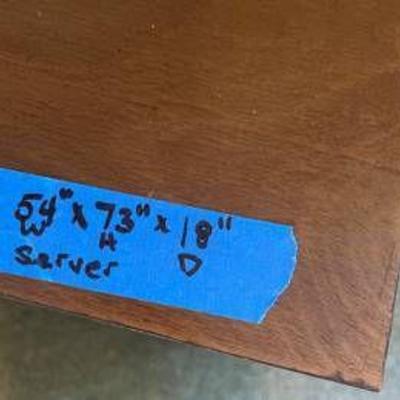 54" x 73" x 18"
W H D
Server